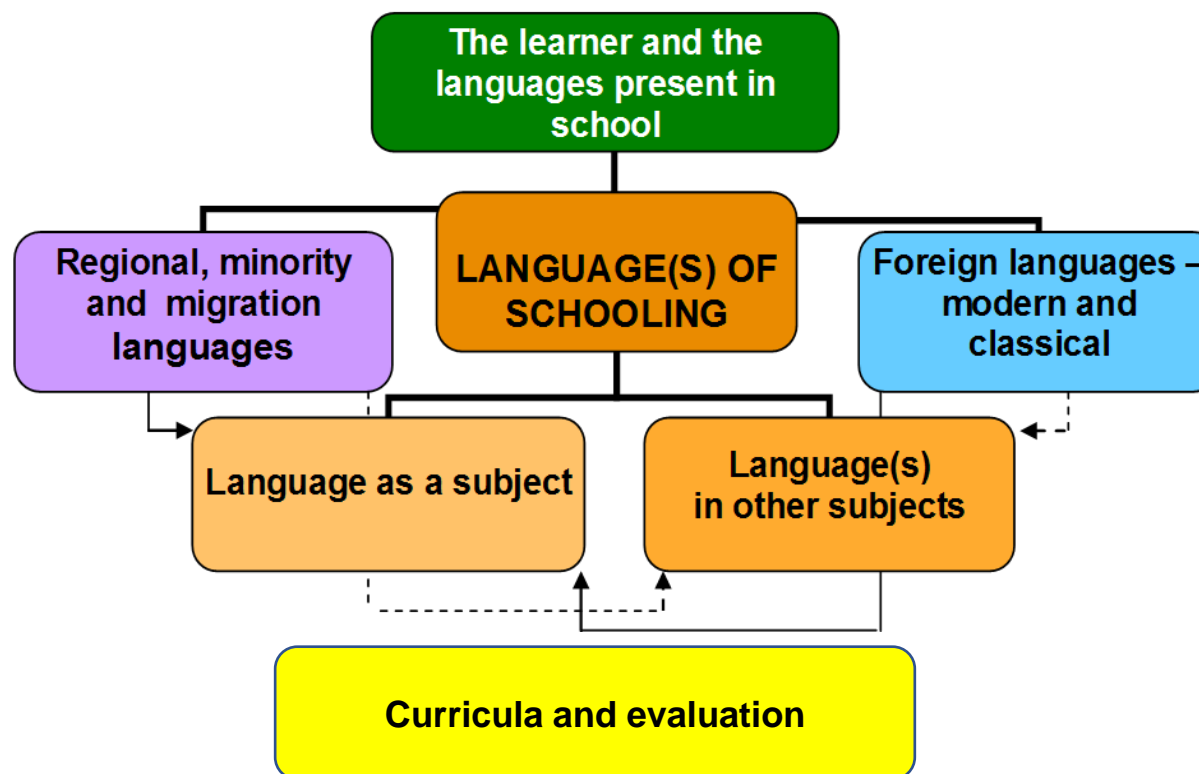 The learner and the
languages present in
school
Regional, minority
and migration
languages
LANGUAGE(S) OF
SCHOOLING
Foreign languages –
modern and
classical
Language as a subject
Language(s)
in other subjects
Curricula and evaluation